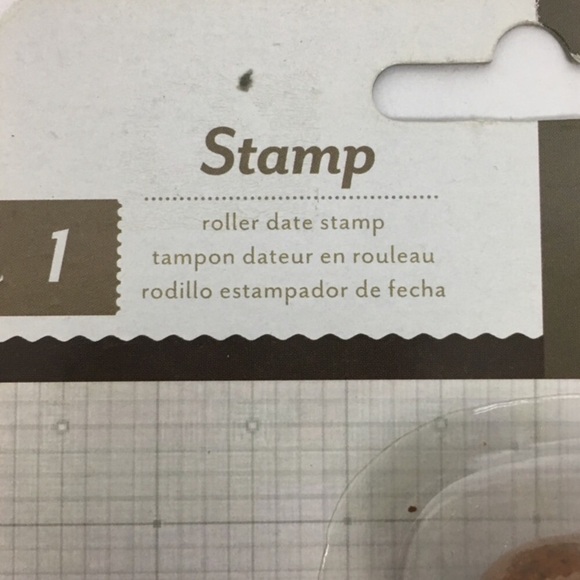 Stamp
roller date stamp
1
tampon dateur en rouleau
rodillo estampador de fecha